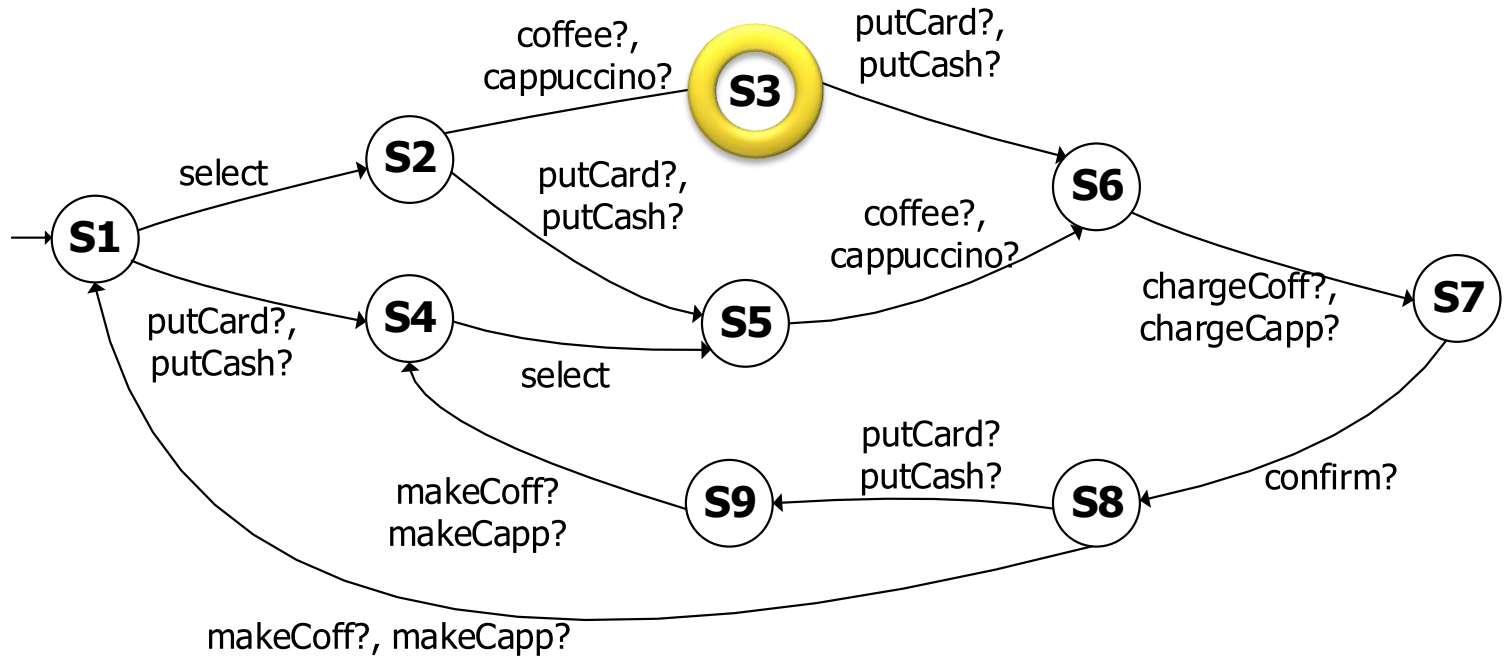 coffee?,
cappuccino?
S3
putCard?,
putCash?
select
S2
putCard?,
putCash?
S6
coffee?,
cappuccino?
S1
putCard?,
putCash?
S4
select
S5
chargeCoff?,
chargeCapp?
S7
putCard?
putCash?
makeCoff?
makeCapp?
S9
S8
confirm?
makeCoff?, makeCapp?